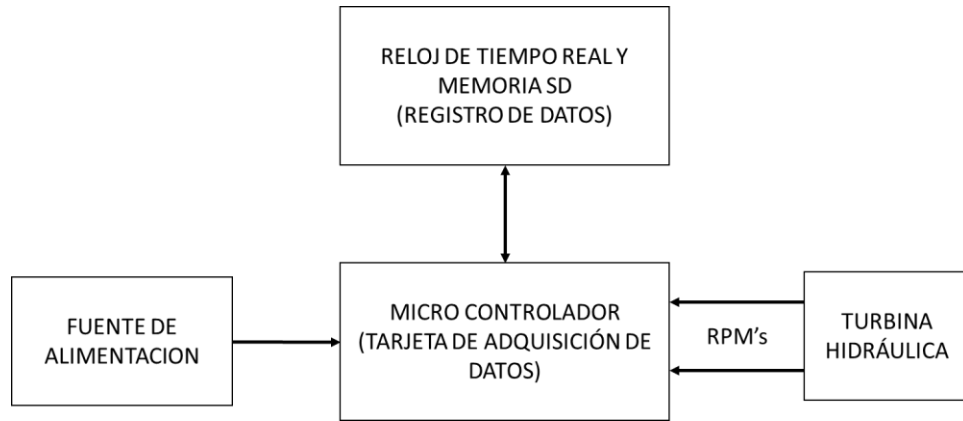 RELOJ DE TIEMPO REAL Y
MEMORIA SD
(REGISTRO DE DATOS)
FUENTE DE
ALIMENTACION
MICRO CONTROLADOR
(TARJETA DE ADQUISICIÓN DE
DATOS)
RPM’s
TURBINA
HIDRÁULICA